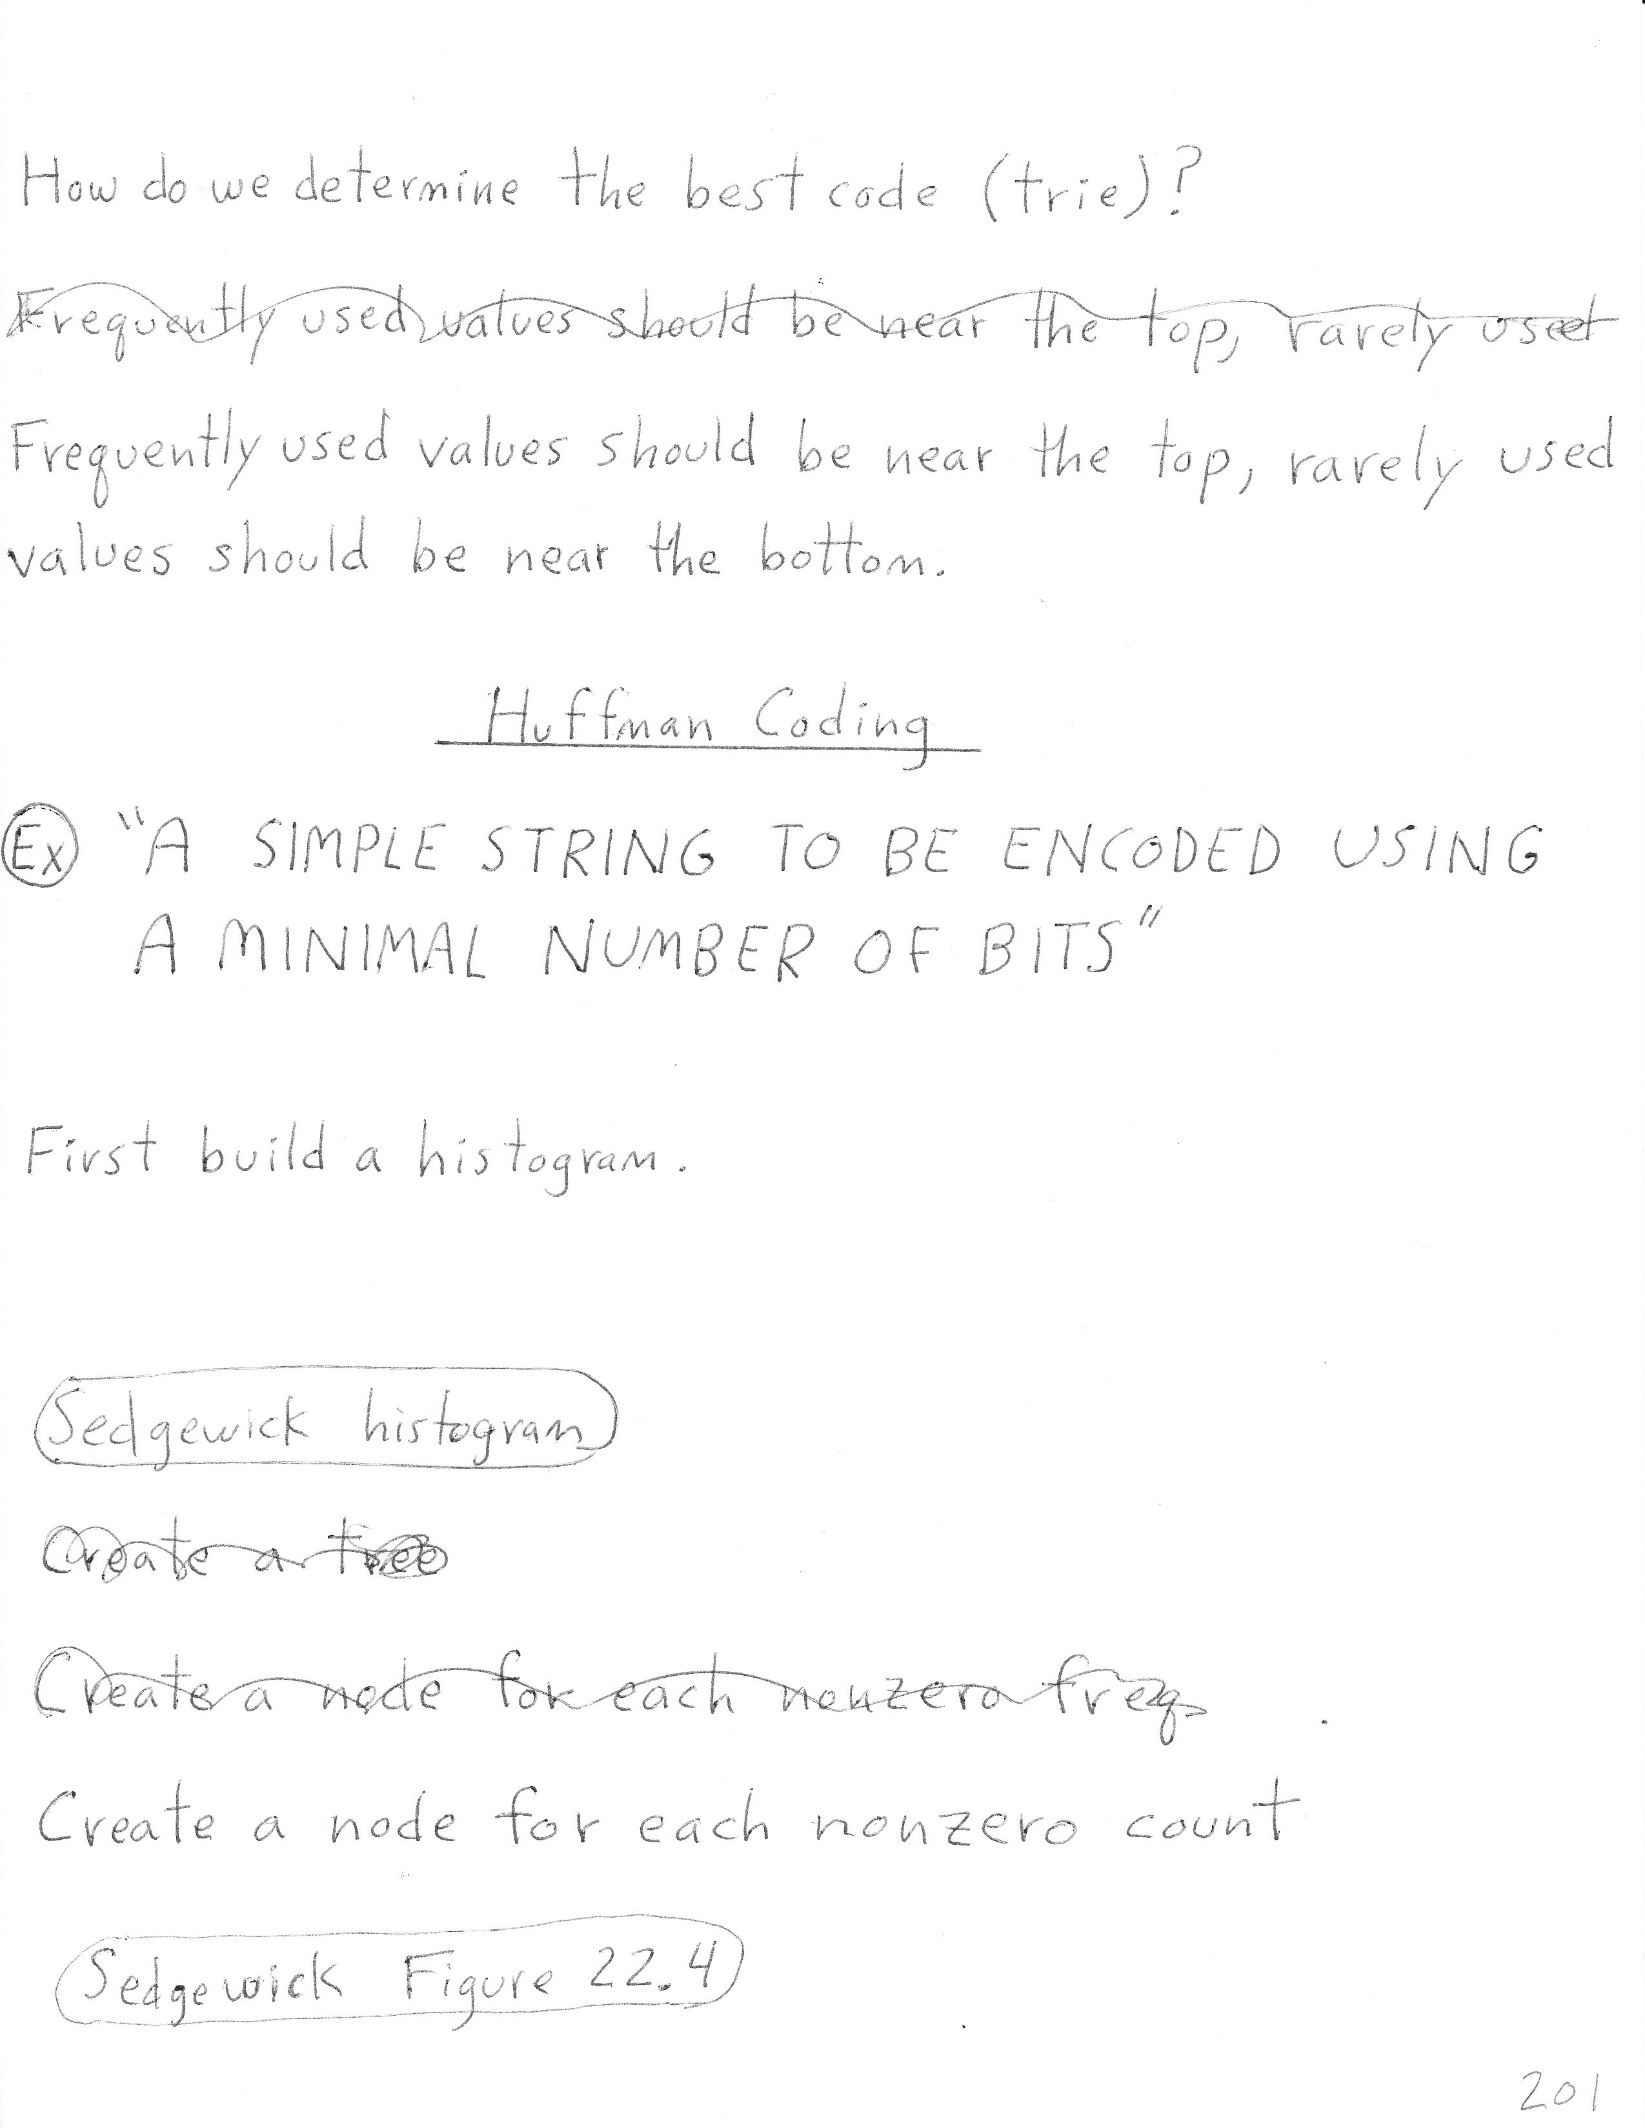 How do we determine the best code (trie)?
Frequently used values should be near the top, rarely used
Frequently used values should be near the top, rarely used
values should be near the bottom.
Huffman Coding
Ex "A SIMPLE STRING TO BE ENCODED USING
A MINIMAL NUMBER OF BITS"
First build a histogram.
Sedgewick histogram
Create a tree
Create a node for each nonzero freq
Create a node for each nonzero count
Sedgewick Figure 22.4
201